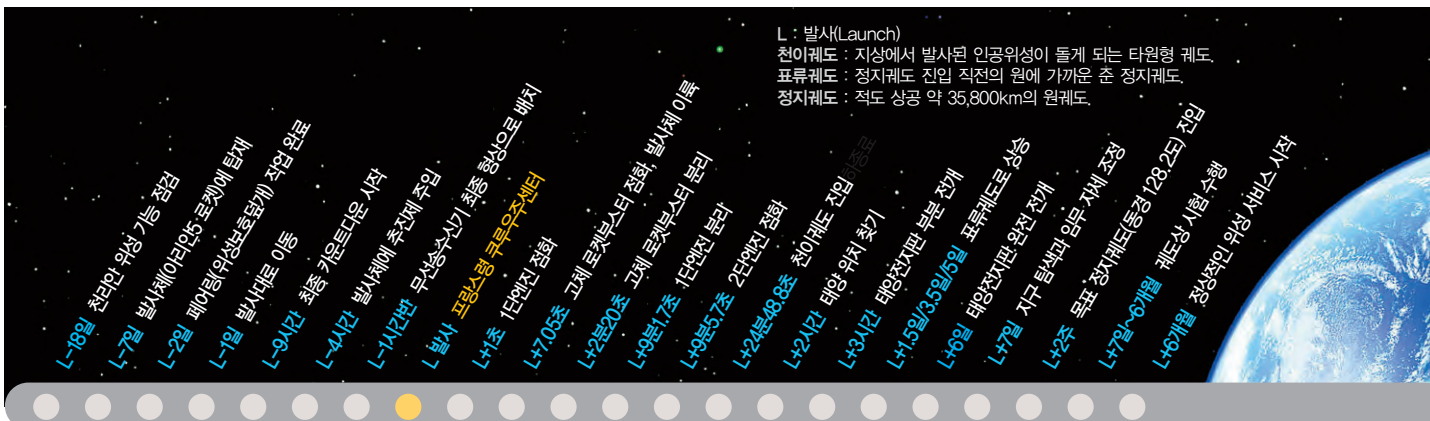 L : 발사(Launch)
천이궤도 : 지상에서 발사된 인공위성이 돌게 되는 타원형 궤도.
표류궤도 : 정지궤도 진입 직전의 원에 가까운 준 정지궤도.
정지궤도 : 적도 상공 약 35,800km의 원궤도.
L-18일 천리안 위성 기능 점검
L-7일 발사체(아리안5 로켓)에 탑재
L-2일 페어링(위성보호덮개) 작업 완료
L-1일 발사대로 이동
L-9시간 최종 카운트다운 시작
L-4시간 발사체에 추진제 주입
L-1시간반 무선송수신기 최종 형상으로 배치
L 발사 프랑스령 쿠루우주센터
L+1초 1단엔진 점화
L+7.05초 고체 로켓부스터 점화, 발사체 이륙
L+2분20초 고체 로켓부스터 분리
L+9분1.7초 1단엔진 분리
L+9분5.7초 2단엔진 점화
L+24분48.8초 천이궤도 진입
L+2시간 태양 위치 찾기
L+3시간 태양전지판 부분 전개
L+1.5일/3.5일/5일 표류궤도로 상승
L+6일 태양전지판 완전 전개
L+7일 지구 탐색과 임무 자세 조정
L+2주 목표 정지궤도(동경 128.2도) 진입
L+7일~6개월 궤도상 시험 수행
L+6개월 정상적인 위성 서비스 시작